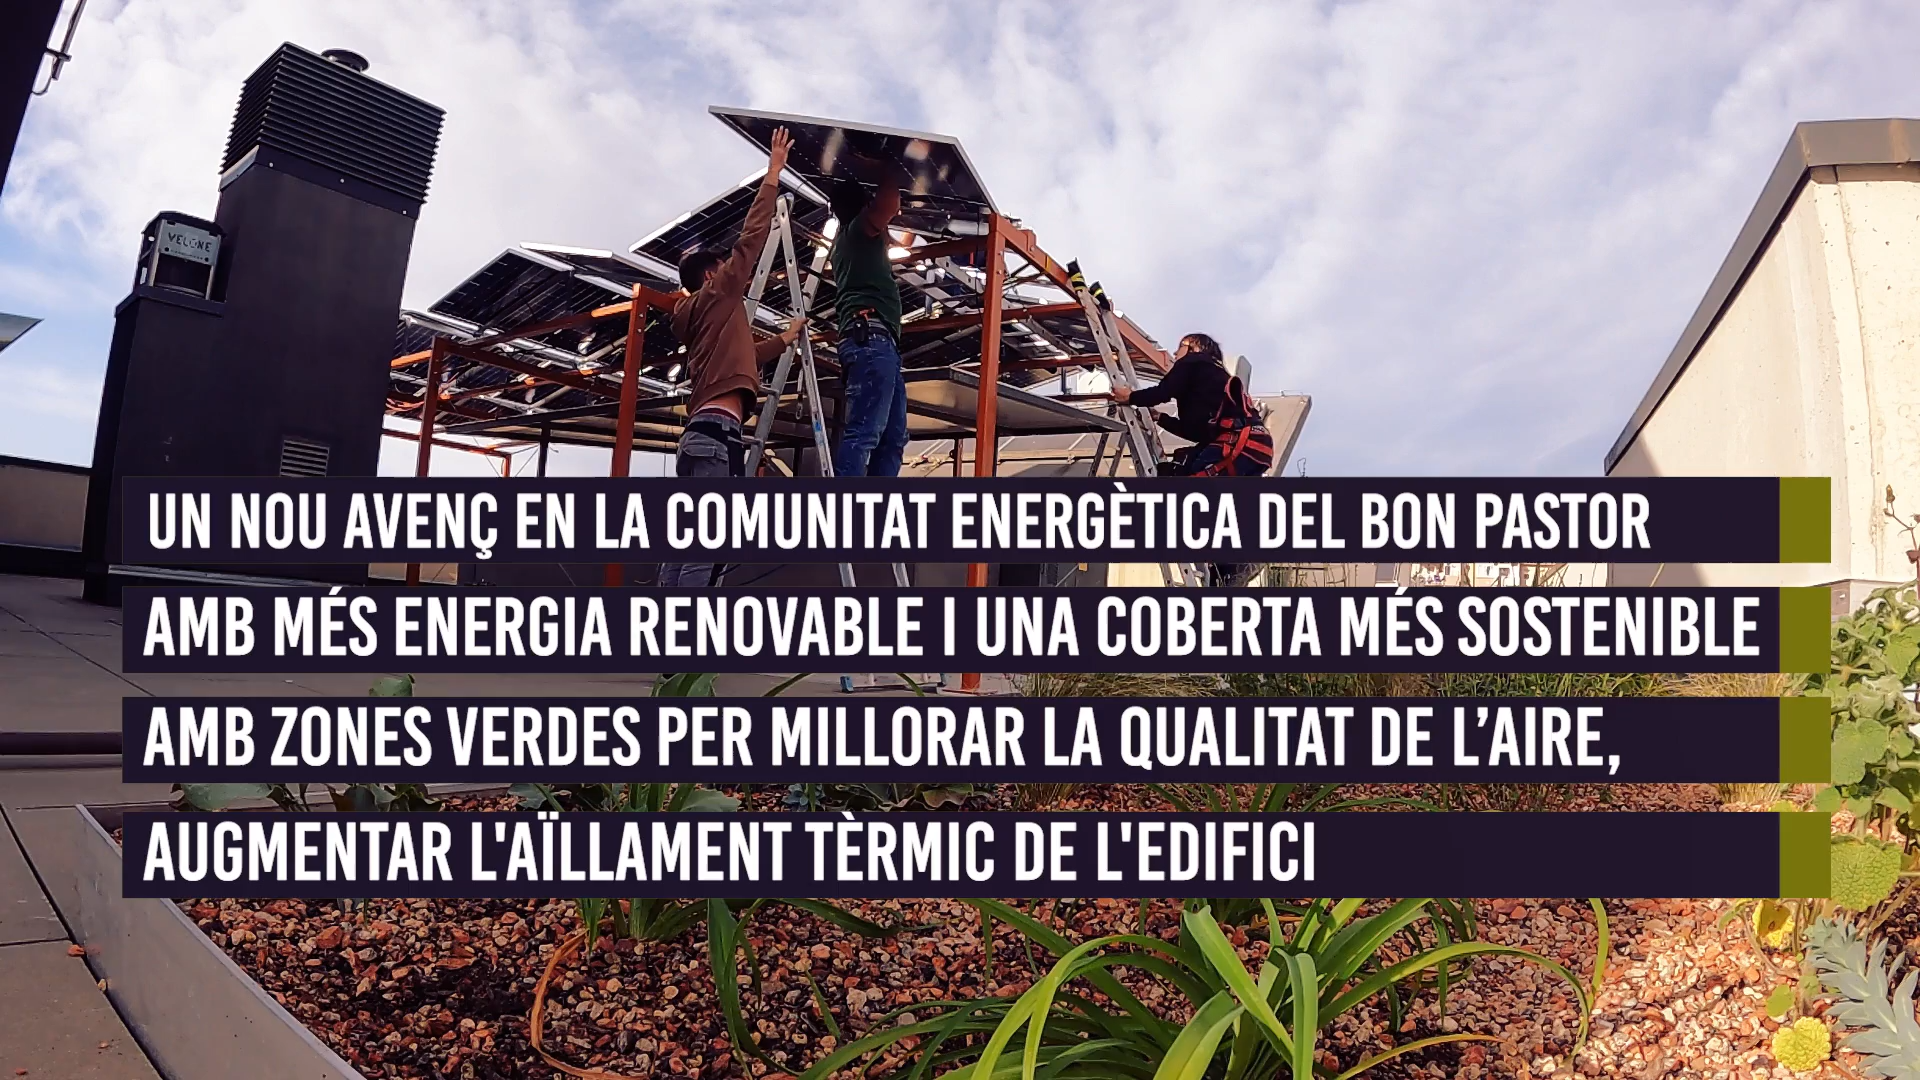 VELONE
UN NOU AVENÇ EN LA COMUNITAT ENERGÈTICA DEL BON PASTOR
AMB MÉS ENERGIA RENOVABLE I UNA COBERTA MÉS SOSTENIBLE
AMB ZONES VERDES PER MILLORAR LA QUALITAT DE L’AIRE,
AUGMENTAR L'AÏLLAMENT TÈRMIC DE L'EDIFICI